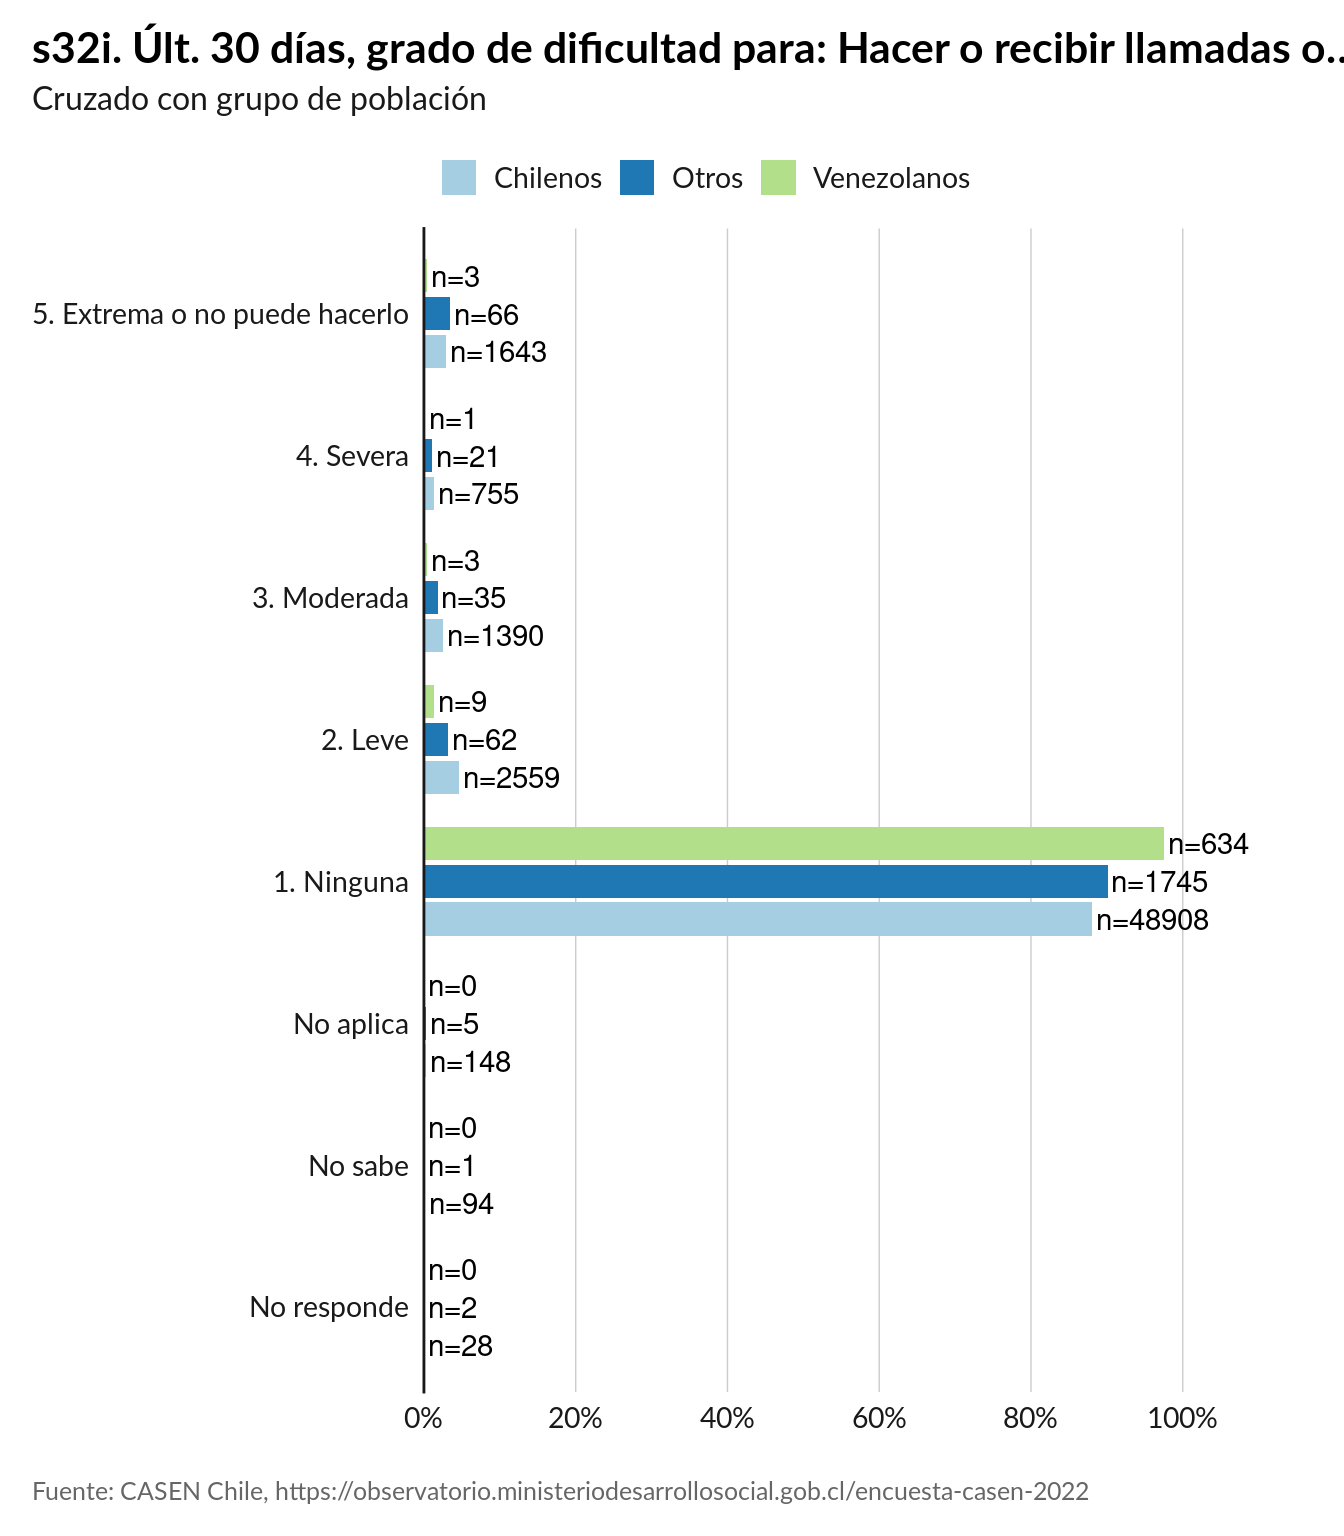 s32i. Últ. 30 días, grado de dificultad para: Hacer o recibir llamadas o..
Cruzado con grupo de población
Chilenos Otros Venezolanos
n=3
5. Extrema o no puede hacerlo n=66
n=1643
n=1
4. Severa n=21
n=755
n=3
3. Moderada n=35
n=1390
n=9
2. Leve n=62
n=2559
n=634
1. Ninguna n=1745
n=48908
n=0
No aplica n=5
n=148
n=0
No sabe n=1
n=94
n=0
No responde n=2
n=28
0% 20% 40% 60% 80% 100%
Fuente: CASEN Chile, https://observatorio.ministeriodesarrollosocial.gob.cl/encuesta-casen-2022